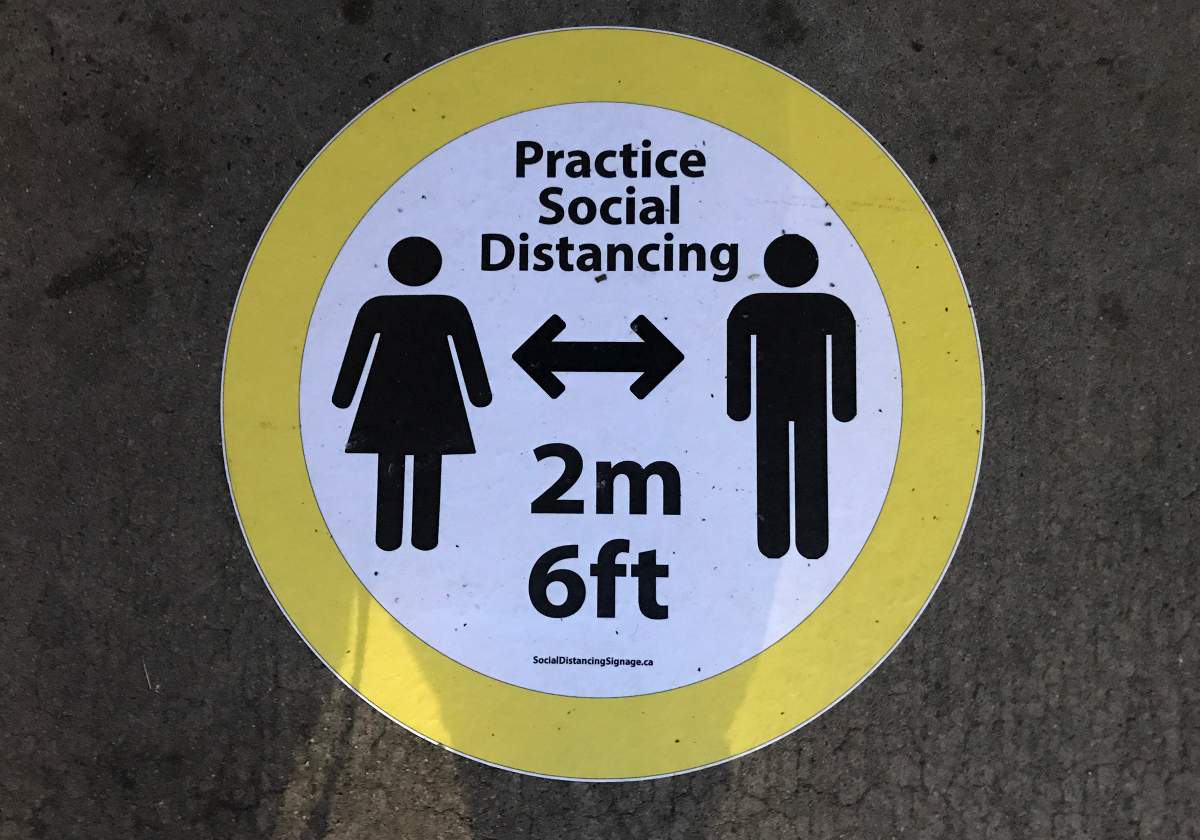 Practice
Social
Distancing
2m
6ft
SocialDistancingSignage.ca